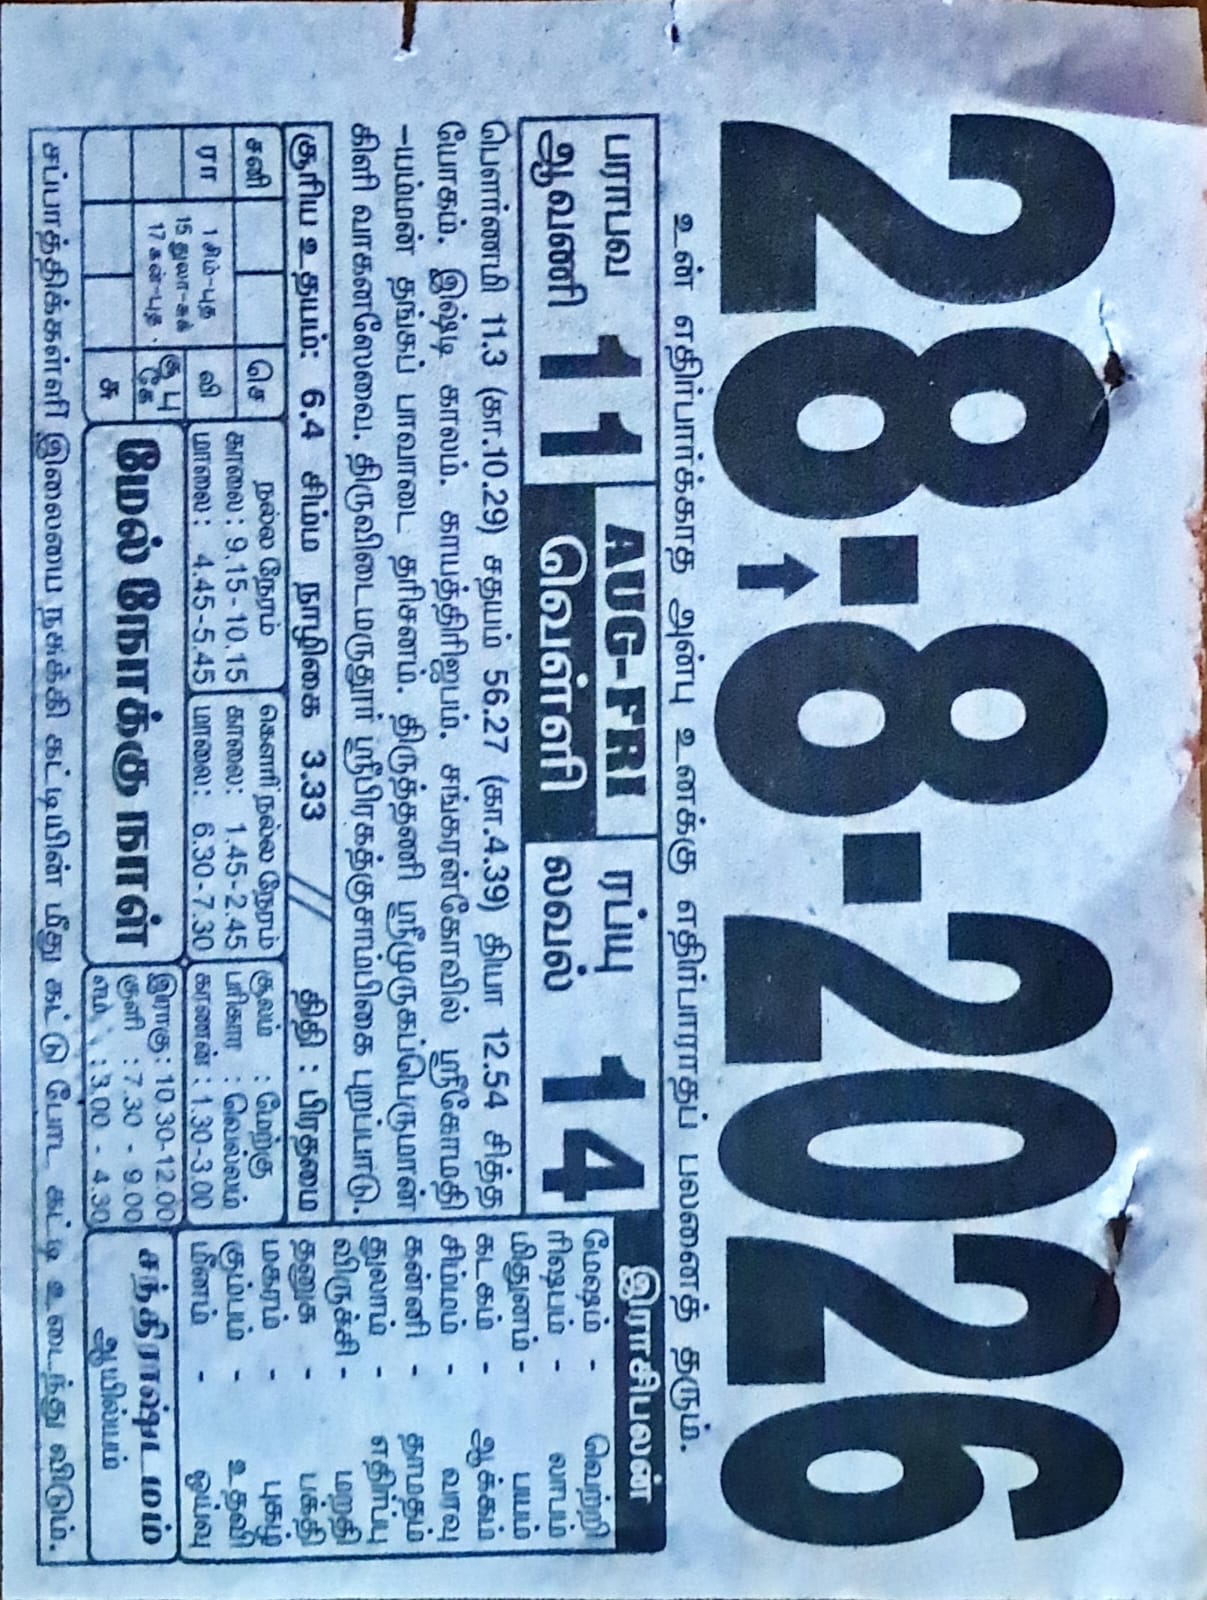 28.8.2026
உன் எதிர்பார்க்காத அன்பு உனக்கு எதிர்பாராதப் பலனைத் தரும்.
பராபவ
ஆவணி 11
AUG-FRI
வெள்ளி
ரப்யு
லவல் 14
பௌர்ணமி 11.3 (கா.10.29) சதயம் 56.27 (கா.4.39) தியா 12.54 சித்த
யோகம். இஷ்டி காலம். காயத்திரிஜபம். சங்கரன்கோவில் ஸ்ரீகோமதி
-யம்மன் தங்கப் பாவாடை தரிசனம். திருத்தணி ஸ்ரீமுருகப்பெருமான்
கிளி வாகனஸேவை. திருவிடைமருதூர் ஸ்ரீபிரகத்குசாம்பிகை புறப்பாடு.
சூரிய உதயம்: 6.4 சிம்ம நாழிகை 3.33 // திதி : பிரதமை
இராசிபலன்
மேஷம் - வெற்றி
ரிஷபம் - லாபம்
மிதுனம் - பயம்
கடகம் - ஆக்கம்
சிம்மம் - வரவு
கன்னி - தாமதம்
துலாம் - எதிர்ப்பு
விருச்சி - மறதி
தனுசு - பக்தி
மகரம் - புகழ்
கும்பம் - உதவி
மீனம் - ஓய்வு
சனி
செ
ரா
1 சிம்-புத
15 துலா-சுக்
17 கன்-புத
வி
சூ பு
கே
சு
நல்ல நேரம்
காலை: 9.15-10.15
மாலை: 4.45-5.45
கௌரி நல்ல நேரம்
காலை: 1.45-2.45
மாலை: 6.30-7.30
சூலம் : மேற்கு
பரிகார : வெல்லம்
கரணன் : 1.30-3.00
மேல் நோக்கு நாள்
இராகு: 10.30-12.00
குளி : 7.30 - 9.00
எம. : 3.00 - 4.30
சந்திராஷ்டமம்
ஆயில்யம்
சப்பாத்திக்கள்ளி இலையை நசுக்கி கட்டியின் மீது கட்டு போட கட்டி உடைந்து விடும்.